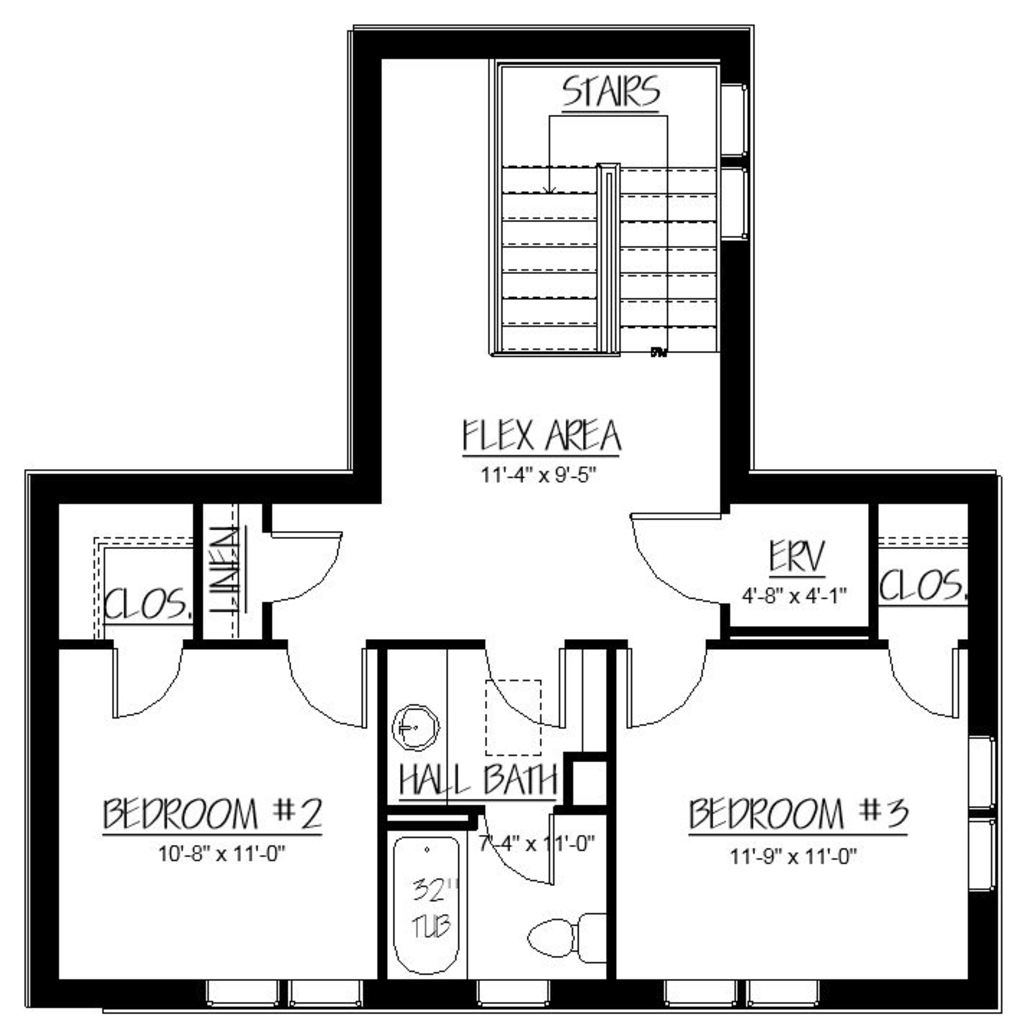 STAIRS
DN
FLEX AREA
11'-4" x 9'-5"
CLOS.
LINEN
ERV
4'-8" x 4'-1"
CLOS.
HALL BATH
7'-4" x 11'-0"
BEDROOM #2
10'-8" x 11'-0"
BEDROOM #3
11'-9" x 11'-0"
32"
TUB